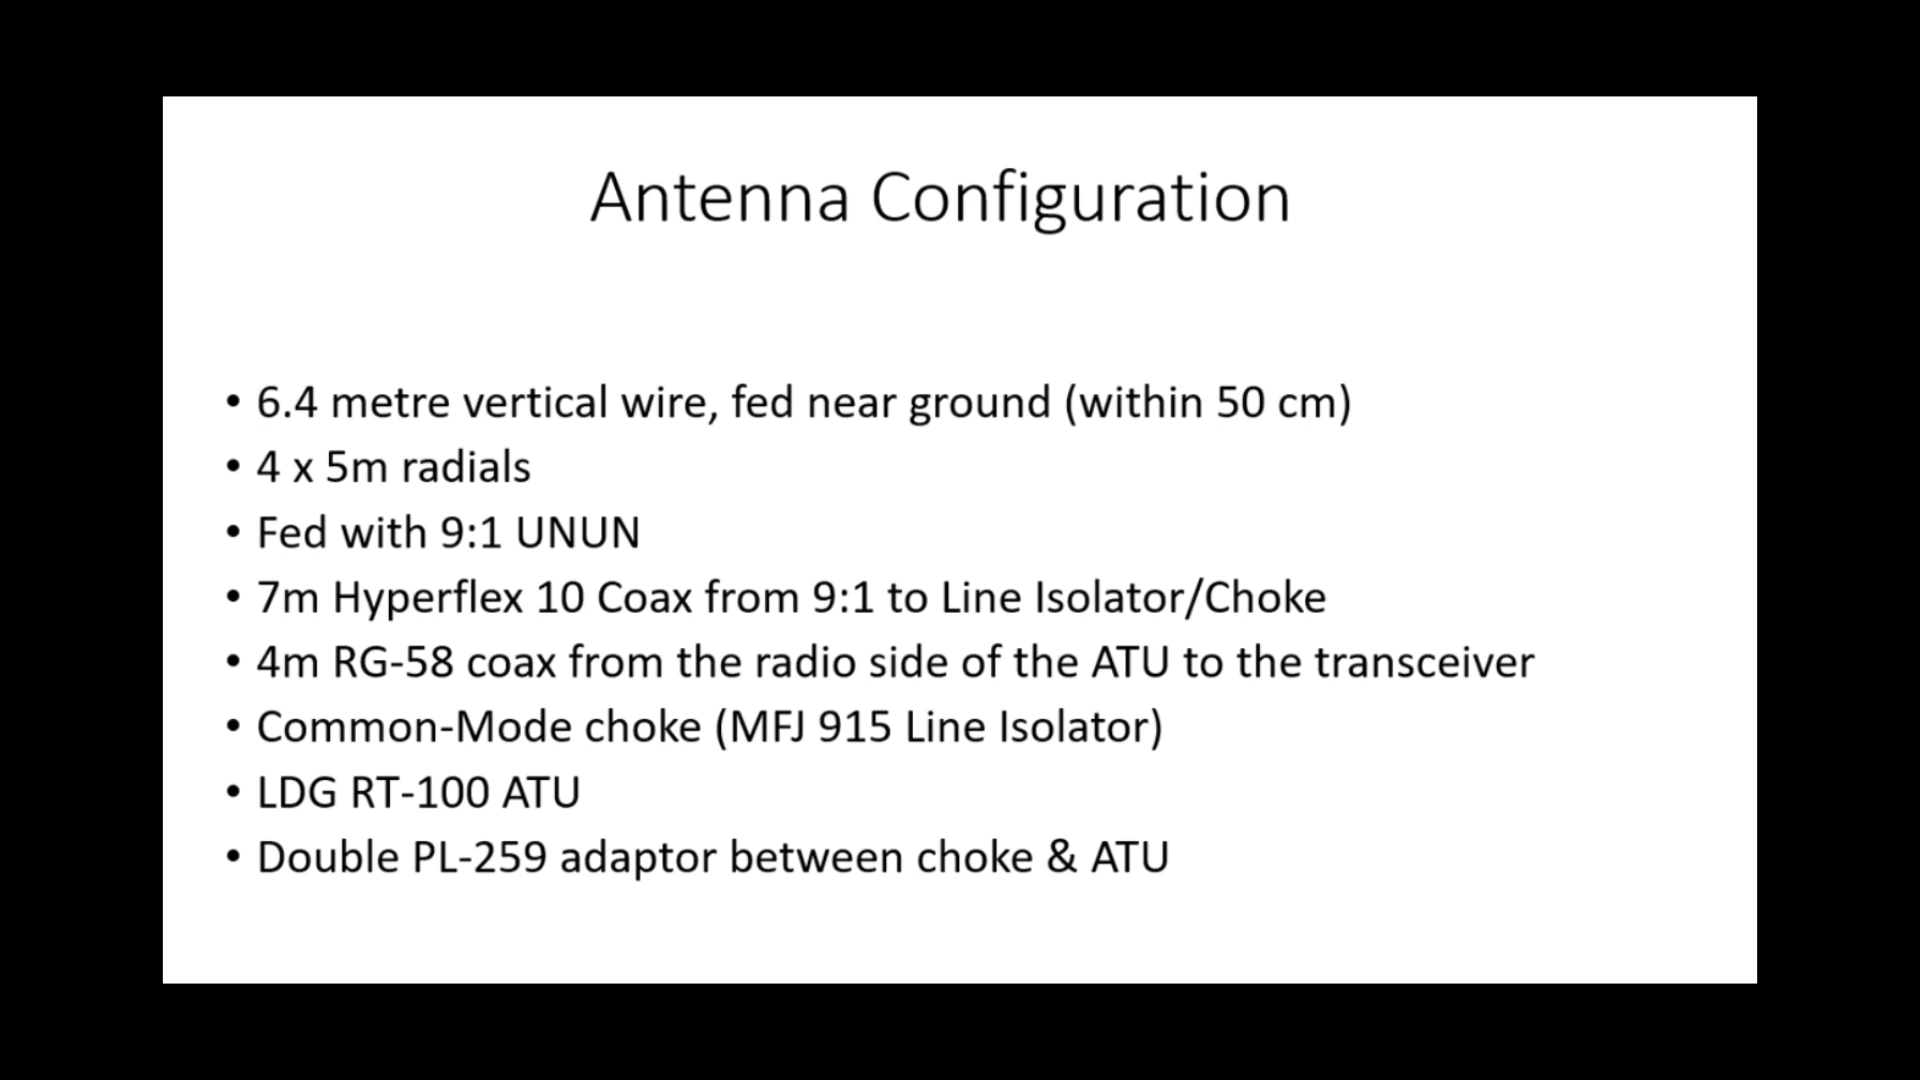 Antenna Configuration
• 6.4 metre vertical wire, fed near ground (within 50 cm)
• 4 x 5m radials
• Fed with 9:1 UNUN
• 7m Hyperflex 10 Coax from 9:1 to Line Isolator/Choke
• 4m RG-58 coax from the radio side of the ATU to the transceiver
• Common-Mode choke (MFJ 915 Line Isolator)
• LDG RT-100 ATU
• Double PL-259 adaptor between choke & ATU